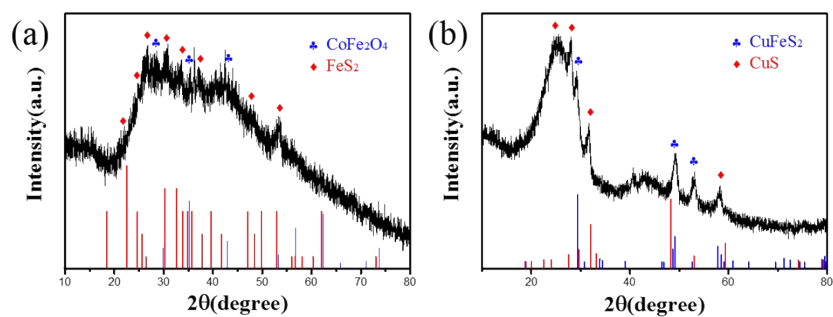 (a)
♣ CoFe₂O₄
♦ FeS₂
Intensity(a.u.)
10 20 30 40 50 60 70 80
2θ(degree)
(b)
♣ CuFeS₂
♦ CuS
Intensity(a.u.)
20 40 60 80
2θ(degree)